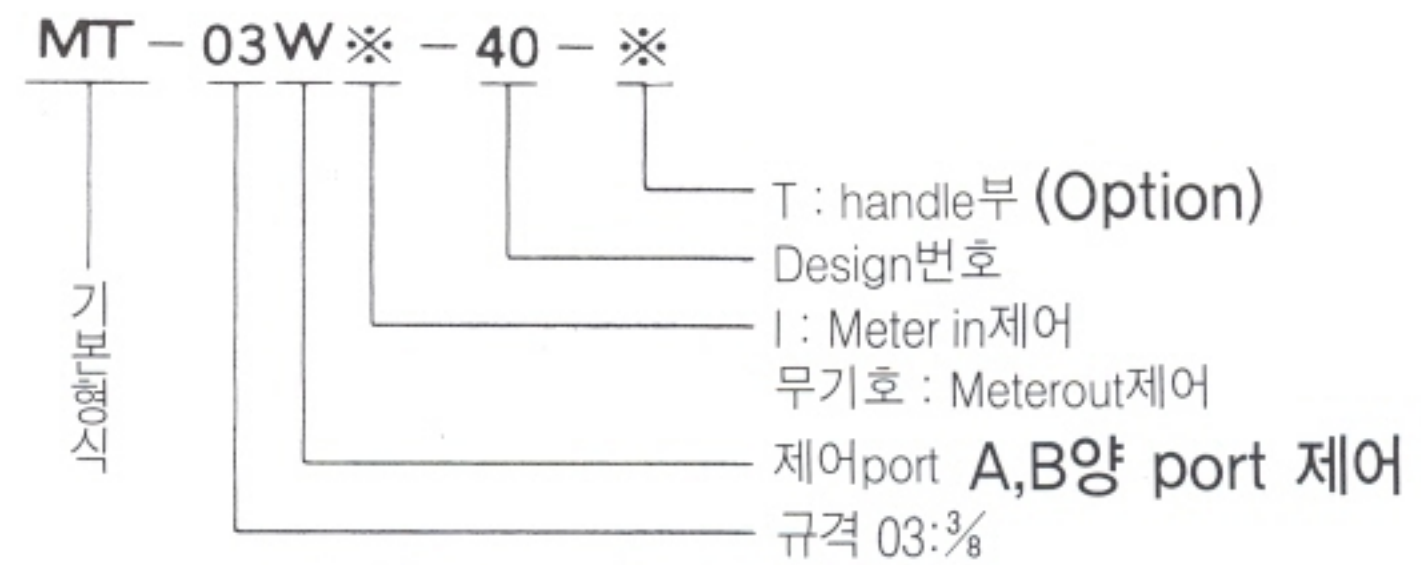 MT - 03W※ - 40 - ※
T : handle부 (Option)
Design번호
I : Meter in제어
무기호 : Meterout제어
제어port A,B양 port 제어
규격 03:⅜
기본형식